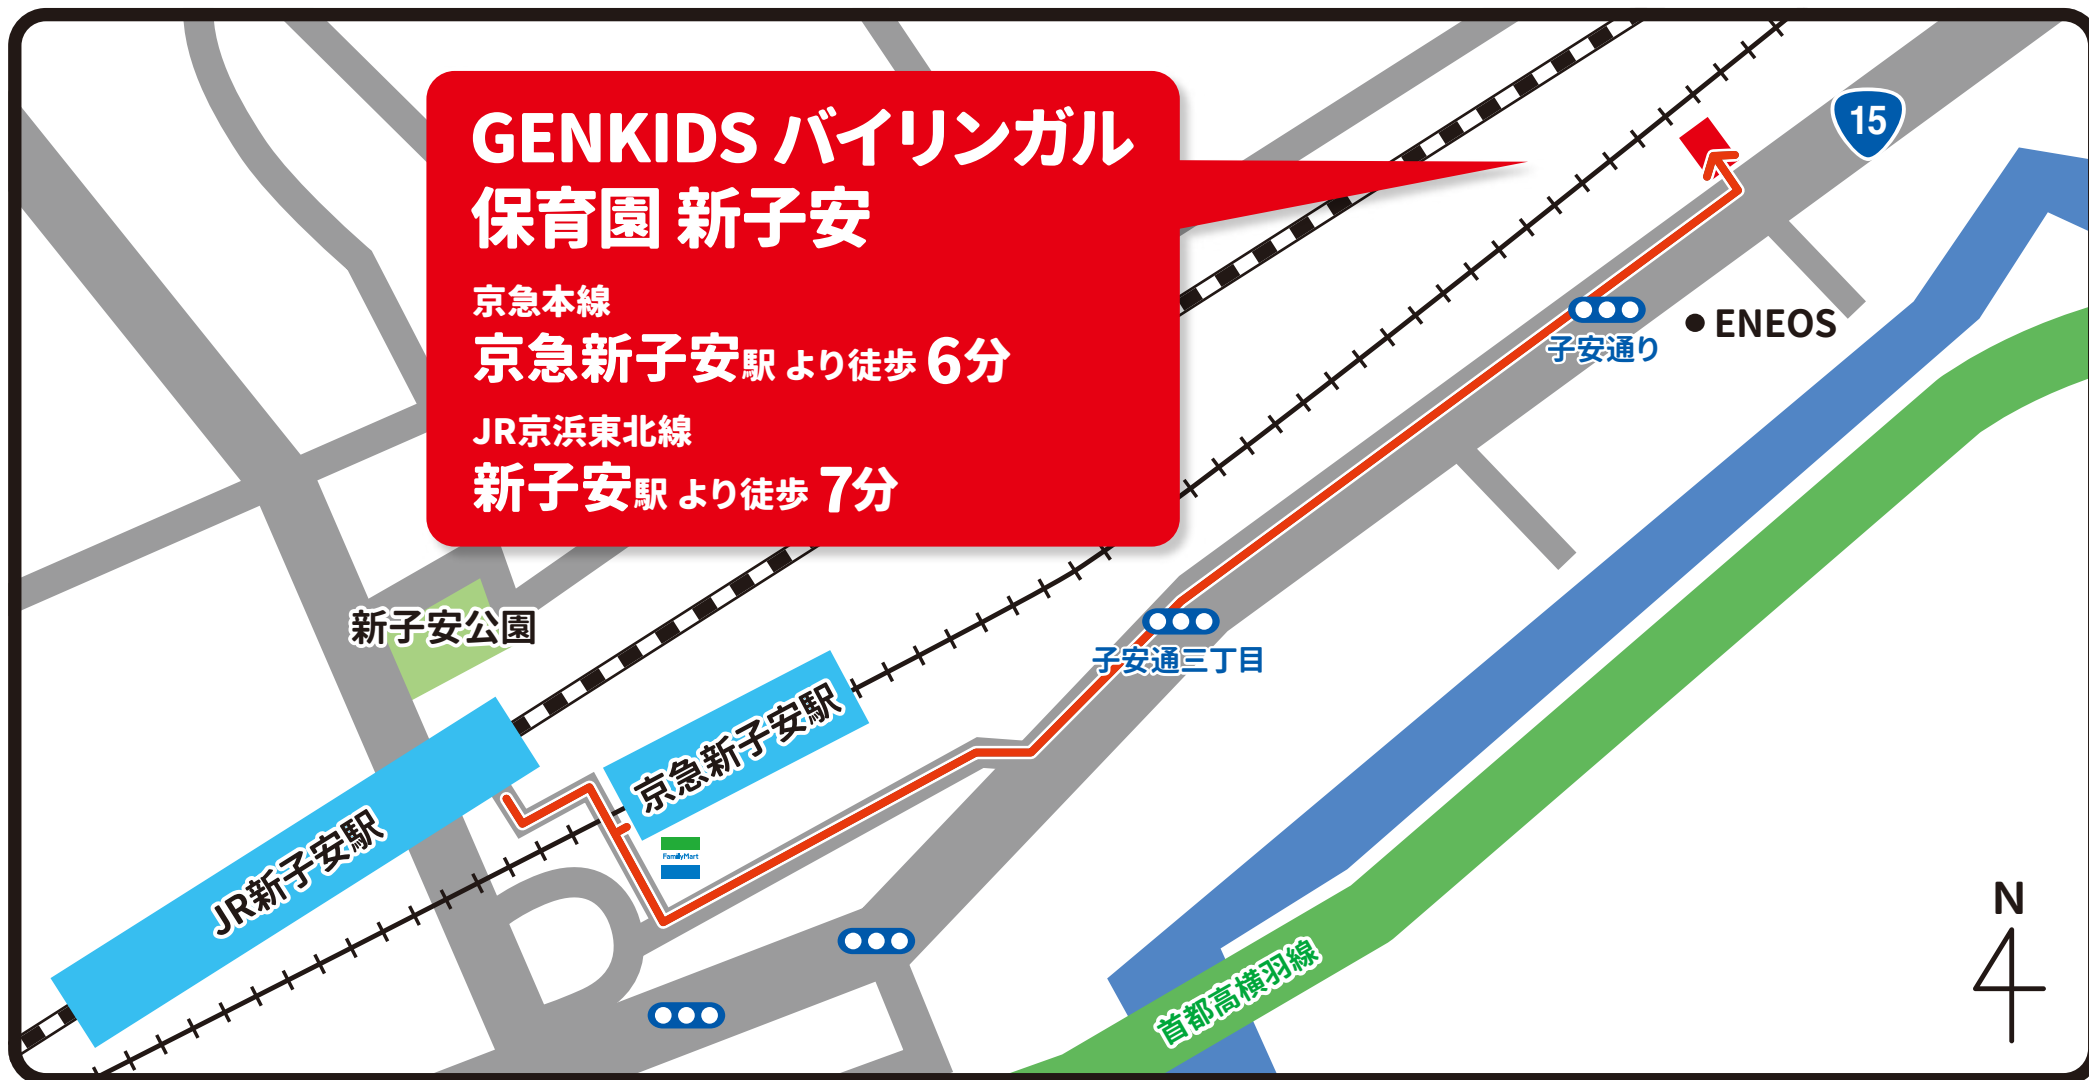 GENKIDS バイリンガル
保育園 新子安
京急本線
京急新子安駅 より徒歩 6分
JR京浜東北線
新子安駅 より徒歩 7分
15
ENEOS
子安通り
新子安公園
子安通三丁目
京急新子安駅
JR新子安駅
FamilyMart
首都高横羽線
N